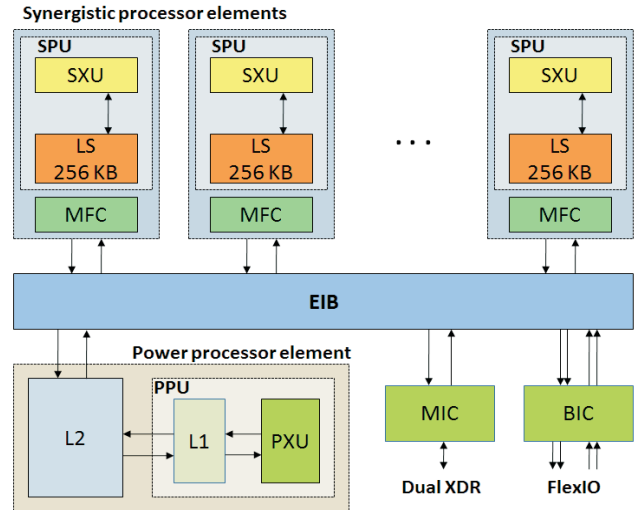 Synergistic processor elements
SPU
SXU
LS
256 KB
MFC
SPU
SXU
LS
256 KB
MFC
...
SPU
SXU
LS
256 KB
MFC
EIB
Power processor element
L2
PPU
L1
PXU
MIC
BIC
Dual XDR
FlexIO